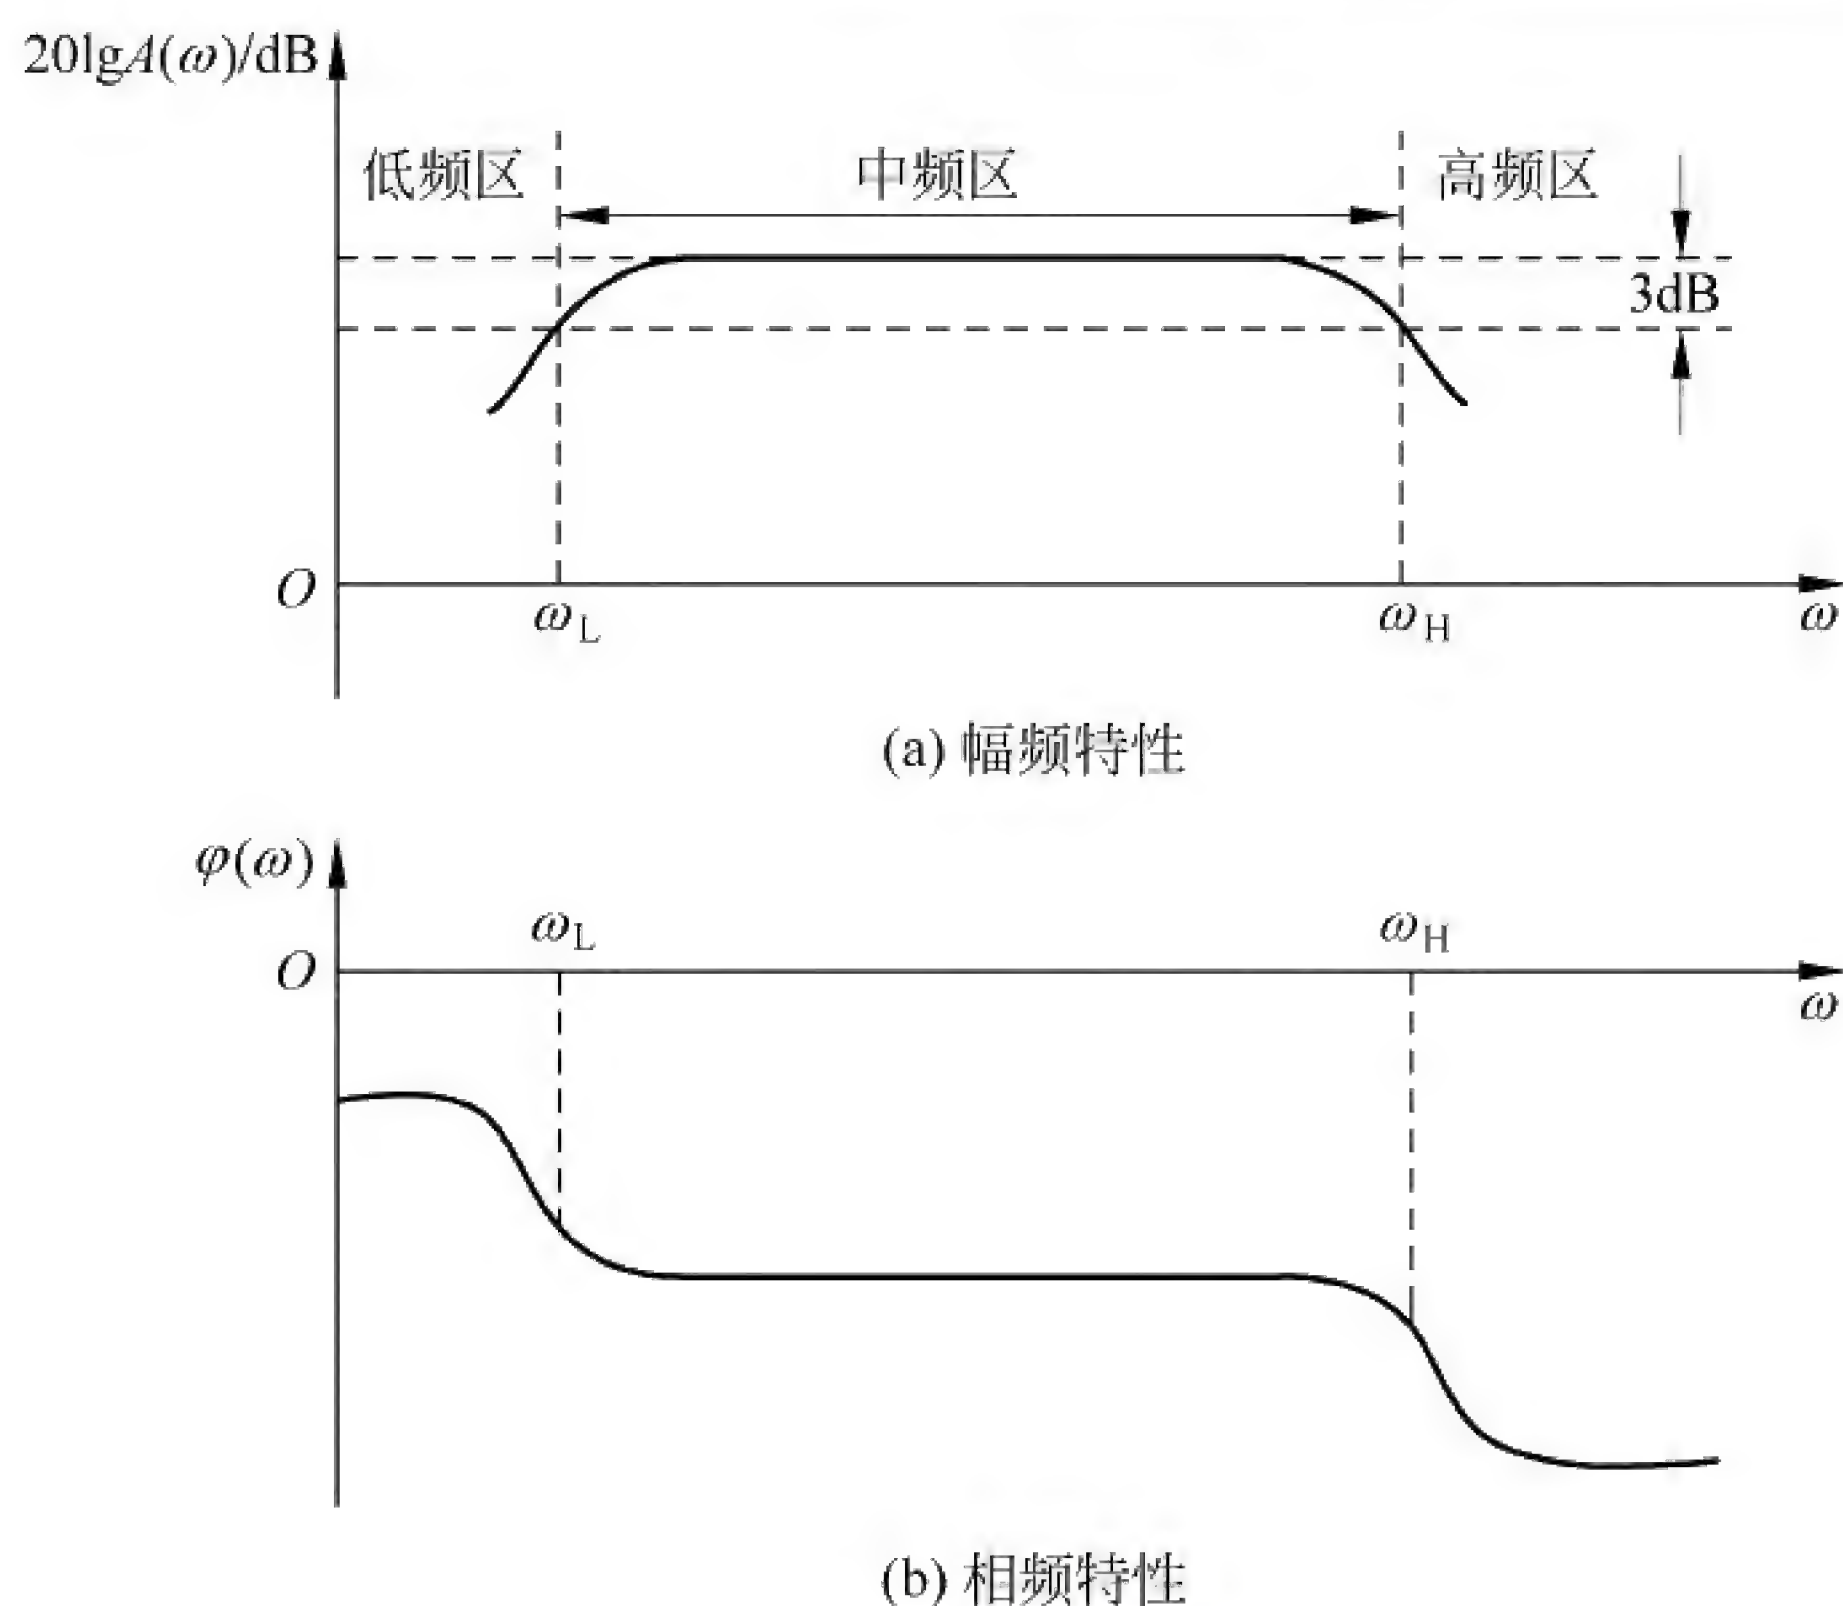 20lgA(ω)/dB
低频区 中频区 高频区
3dB
O
ωL ωH ω
(a) 幅频特性
φ(ω)
ωL ωH
O
ω
(b) 相频特性